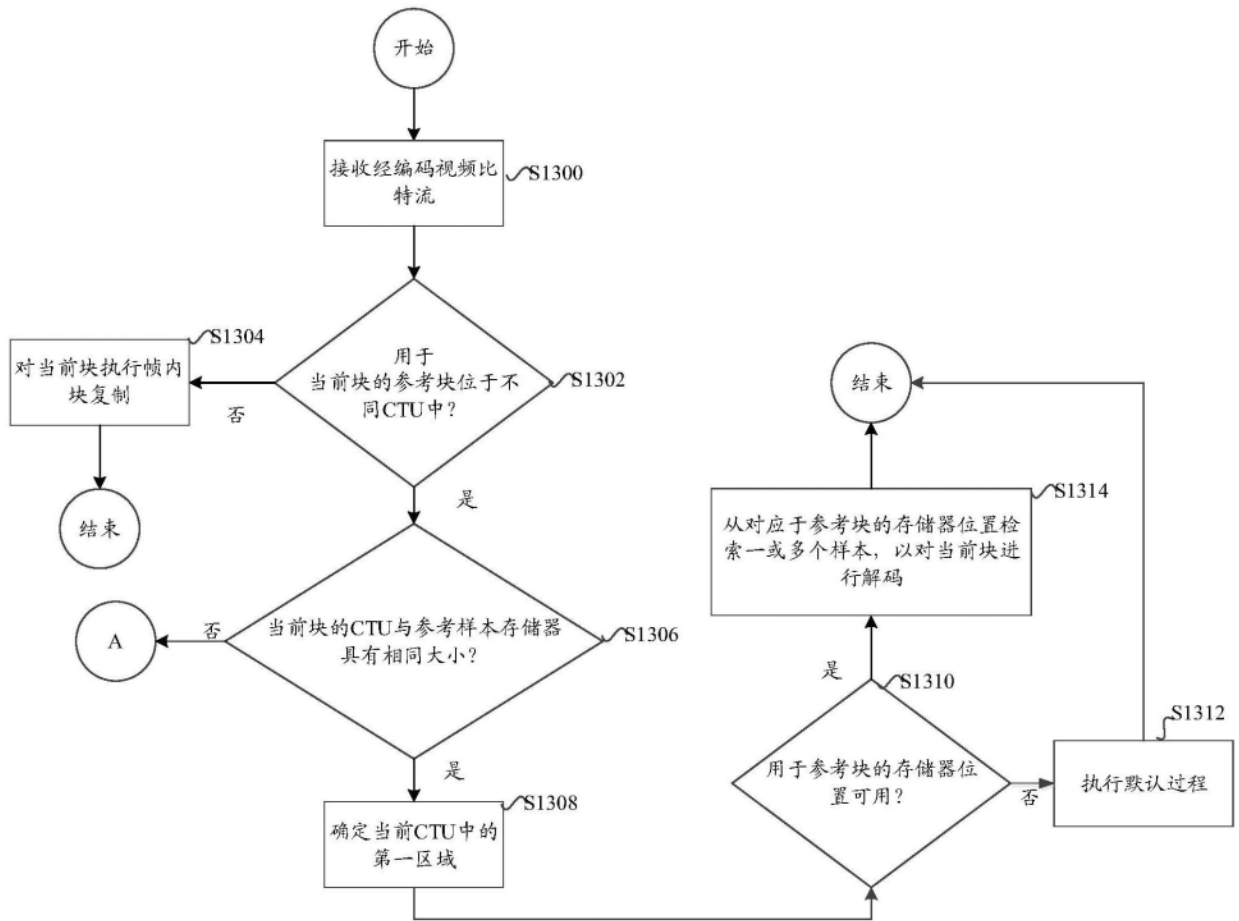 开始
接收经编码视频比
特流
S1300
用于
当前块的参考块位于不
同CTU中？
S1302
S1304
对当前块执行帧内
块复制
否
结束
是
当前块的CTU与参考样本存储器
具有相同大小？
S1306
否
A
是
S1308
确定当前CTU中的
第一区域
用于参考块的存储器位
置可用？
S1310
否
S1312
执行默认过程
是
S1314
从对应于参考块的存储器位置检
索一或多个样本，以对当前块进
行解码
结束